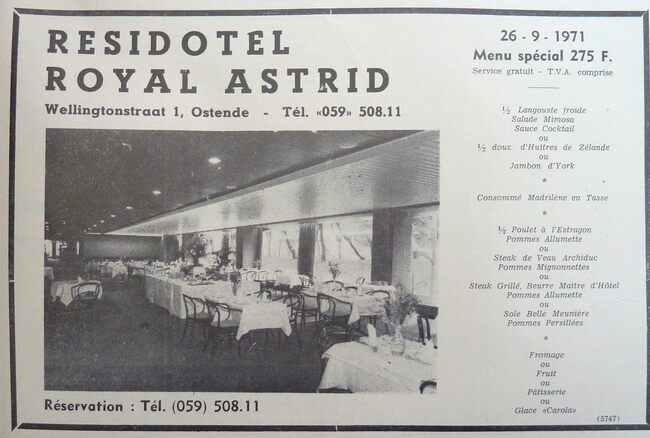 RESIDOTEL
ROYAL ASTRID
Wellingtonstraat 1, Ostende - Tél. «059» 508.11
Réservation : Tél. (059) 508.11
26 - 9 - 1971
Menu spécial 275 F.
Service gratuit - T.V.A. comprise
½ Langouste froide
Salade Mimosa
Sauce Cocktail
ou
½ douz. d'Huitres de Zélande
ou
Jambon d'York
*
Consommé Madrilène en Tasse
*
½ Poulet à l'Estragon
Pommes Allumette
ou
Steak de Veau Archiduc
Pommes Mignonnettes
ou
Steak Grillé, Beurre Maitre d'Hôtel
Pommes Allumette
ou
Sole Belle Meunière
Pommes Persillées
*
Fromage
ou
Fruit
ou
Pâtisserie
ou
Glace «Carola»
(5747)